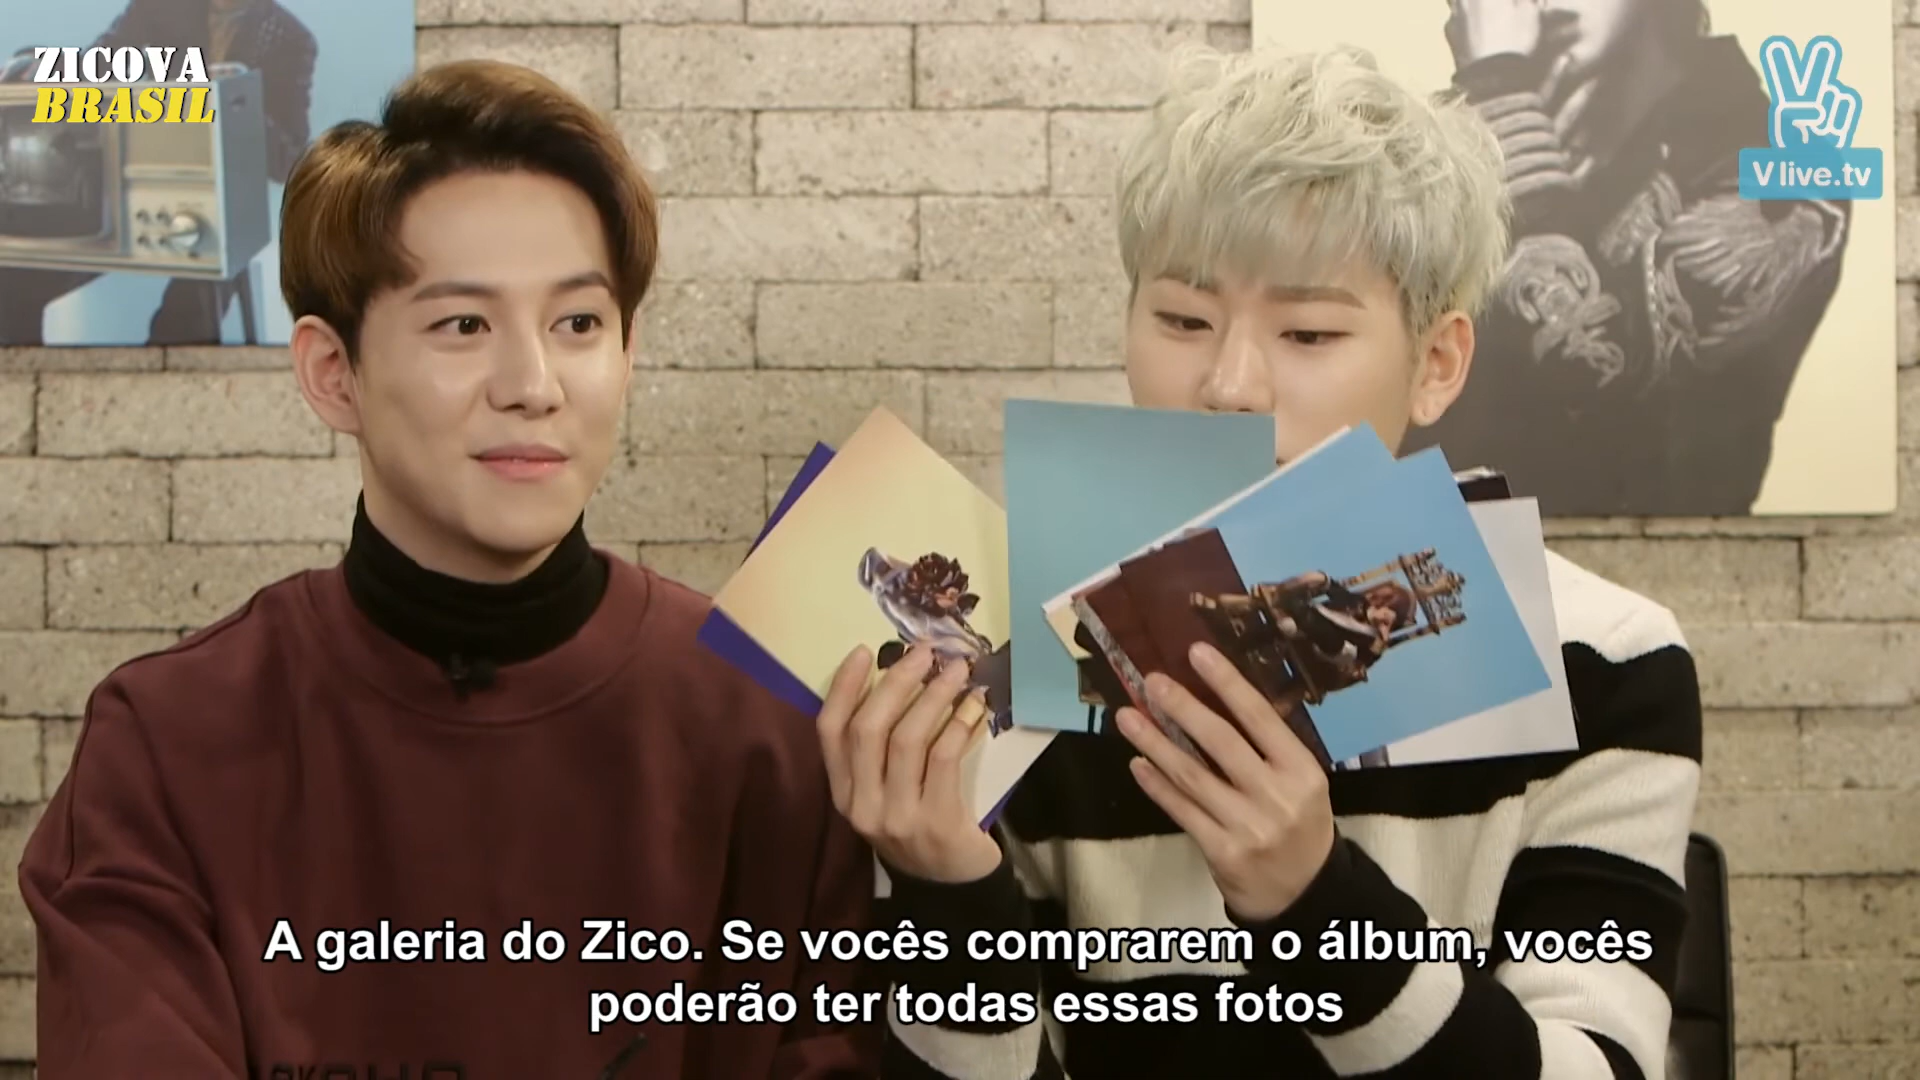 ZICOVA
BRASIL
V live.tv
A galeria do Zico. Se vocês comprarem o álbum, vocês
poderão ter todas essas fotos